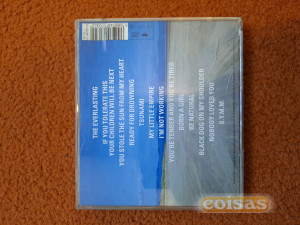 THE EVERLASTING
IF YOU TOLERATE THIS
YOUR CHILDREN WILL BE NEXT
YOU STOLE THE SUN FROM MY HEART
READY FOR DROWNING
TSUNAMI
MY LITTLE EMPIRE
I'M NOT WORKING
YOU'RE TENDER AND YOU'RE TIRED
BORN A GIRL
BE NATURAL
BLACK DOG ON MY SHOULDER
NOBODY LOVED YOU
S.Y.M.M.
coisas